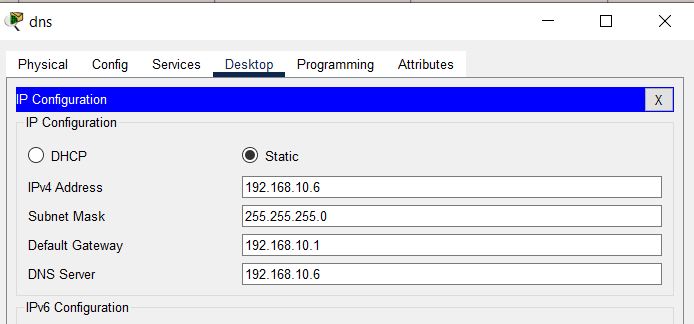 dns
Physical Config Services Desktop Programming Attributes
IP Configuration X
IP Configuration
DHCP Static
IPv4 Address 192.168.10.6
Subnet Mask 255.255.255.0
Default Gateway 192.168.10.1
DNS Server 192.168.10.6
IPv6 Configuration